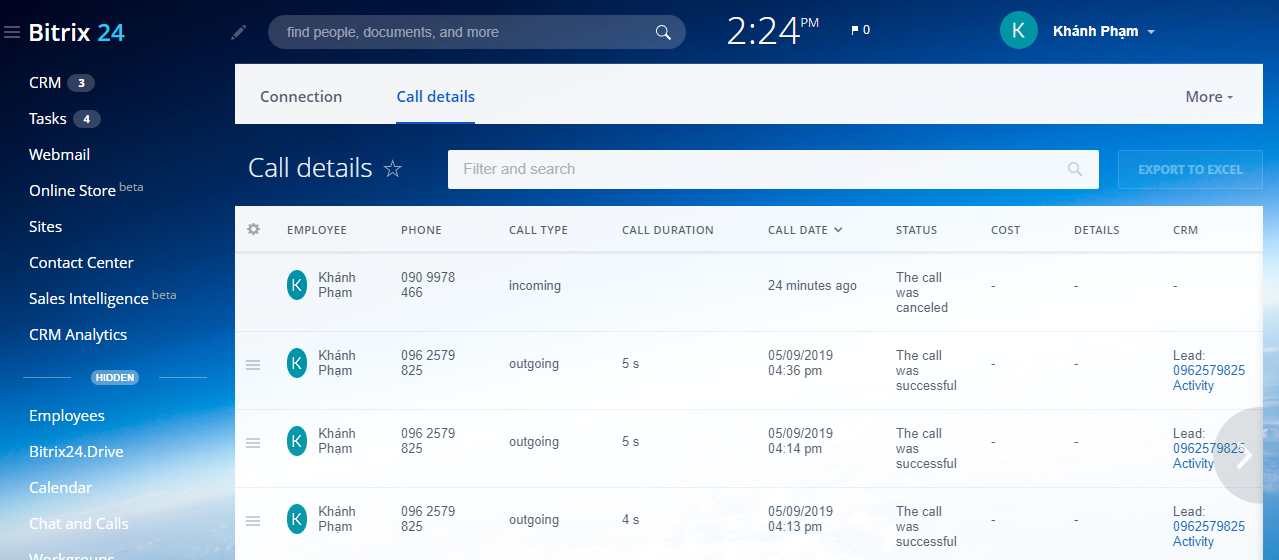 Bitrix 24
find people, documents, and more
2:24 PM
0
K
Khánh Phạm
CRM 3
Tasks 4
Webmail
Online Store beta
Sites
Contact Center
Sales Intelligence beta
CRM Analytics
HIDDEN
Employees
Bitrix24.Drive
Calendar
Chat and Calls
Workgroups
Connection
Call details
More
Call details
Filter and search
EXPORT TO EXCEL
EMPLOYEE PHONE CALL TYPE CALL DURATION CALL DATE STATUS COST DETAILS CRM
K
Khánh
Phạm
090 9978
466
incoming
24 minutes ago
The call
was
canceled
-
-
-
K
Khánh
Phạm
096 2579
825
outgoing
5 s
05/09/2019
04:36 pm
The call
was
successful
-
-
Lead:
0962579825
Activity
K
Khánh
Phạm
096 2579
825
outgoing
5 s
05/09/2019
04:14 pm
The call
was
successful
-
-
Lead:
0962579825
Activity
K
Khánh
Phạm
096 2579
825
outgoing
4 s
05/09/2019
04:13 pm
The call
was
successful
-
-
Lead:
0962579825
Activity